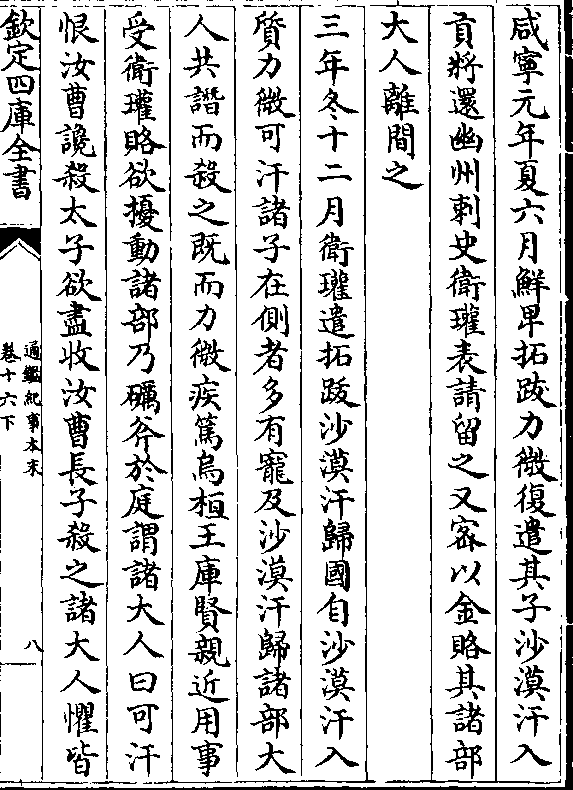 咸寧元年夏六月鮮卑拓跋力微復遣其子沙漠汗入
貢將還幽州刺史衛瓘表請留之又密以金賂其諸部
大人離間之
三年冬十二月衛瓘遣拓跋沙漠汗歸國自沙漠汗入
質力微可汗諸子在側者多有寵及沙漠汗歸諸部大
人共譖而殺之既而力微疾篤烏桓王庫賢親近用事
受衛瓘賂欲擾動諸部乃礪斧於庭謂諸大人曰可汗
恨汝曹讒殺太子欲盡收汝曹長子殺之諸大人懼皆
欽定四庫全書
通鑑紀事本末
卷十六下
八